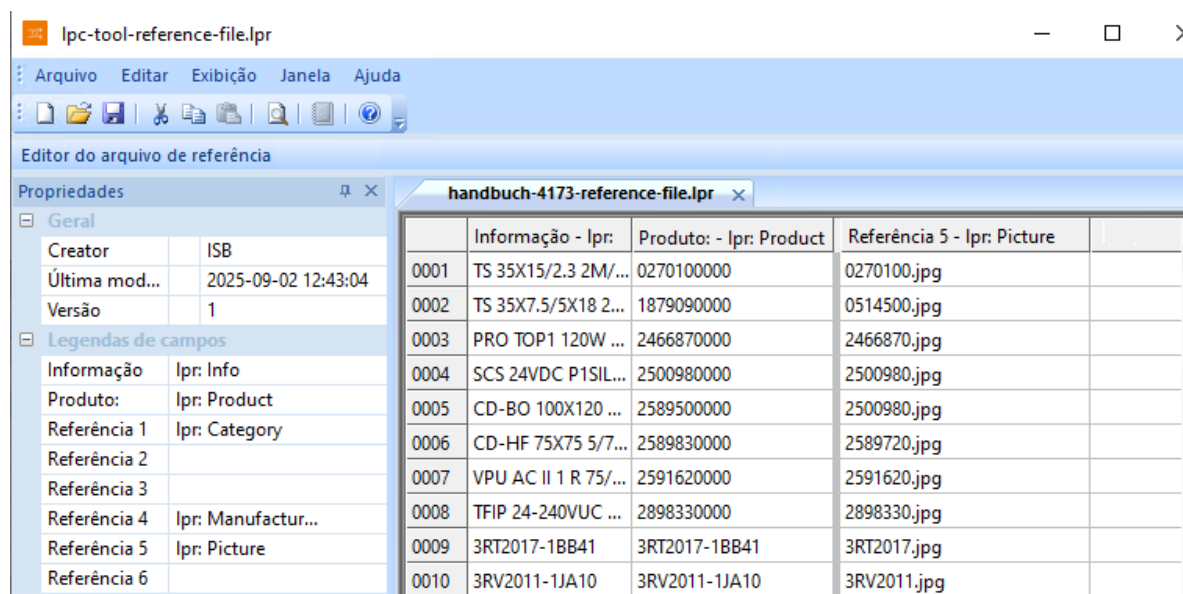 lpc-tool-reference-file.lpr
Arquivo Editar Exibição Janela Ajuda
Editor do arquivo de referência
Propriedades
Geral
Creator ISB
Última mod... 2025-09-02 12:43:04
Versão 1
Legendas de campos
Informação lpr: Info
Produto: lpr: Product
Referência 1 lpr: Category
Referência 2
Referência 3
Referência 4 lpr: Manufactur...
Referência 5 lpr: Picture
Referência 6
handbuch-4173-reference-file.lpr
Informação - lpr: Produto: - lpr: Product Referência 5 - lpr: Picture
0001 TS 35X15/2.3 2M/... 0270100000 0270100.jpg
0002 TS 35X7.5/5X18 2... 1879090000 0514500.jpg
0003 PRO TOP1 120W ... 2466870000 2466870.jpg
0004 SCS 24VDC P1SIL... 2500980000 2500980.jpg
0005 CD-BO 100X120 ... 2589500000 2500980.jpg
0006 CD-HF 75X75 5/7... 2589830000 2589720.jpg
0007 VPU AC II 1 R 75/... 2591620000 2591620.jpg
0008 TFIP 24-240VUC ... 2898330000 2898330.jpg
0009 3RT2017-1BB41 3RT2017-1BB41 3RT2017.jpg
0010 3RV2011-1JA10 3RV2011-1JA10 3RV2011.jpg